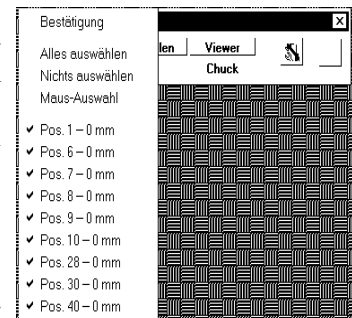 Bestätigung
Alles auswählen
Nichts auswählen
Maus-Auswahl
✔ Pos. 1 – 0 mm
✔ Pos. 6 – 0 mm
✔ Pos. 7 – 0 mm
✔ Pos. 8 – 0 mm
✔ Pos. 9 – 0 mm
✔ Pos. 10 – 0 mm
✔ Pos. 28 – 0 mm
✔ Pos. 30 – 0 mm
✔ Pos. 40 – 0 mm
len Viewer
Chuck